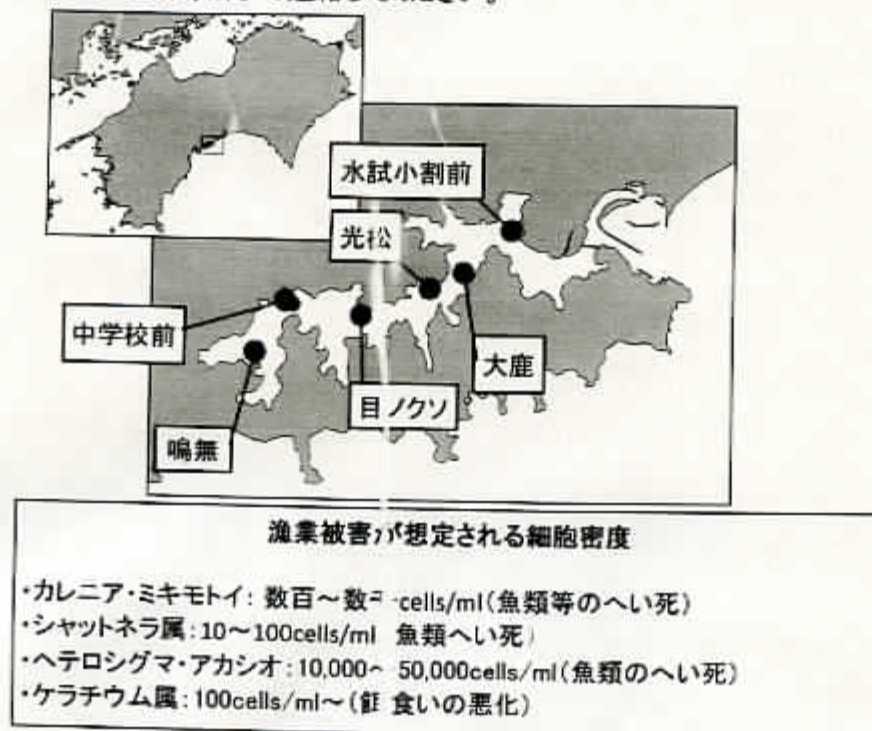 水試小割前
光松
中学校前
大鹿
目ノクソ
鳴無
漁業被害が想定される細胞密度
・カレニア・ミキモトイ: 数百～数 cells/ml(魚類等のへい死)
・シャットネラ属:10～100cells/ml 魚類へい死)
・ヘテロシグマ・アカシオ:10,000～ 50,000cells/ml(魚類のへい死)
・ケラチウム属:100cells/ml～( 食いの悪化)